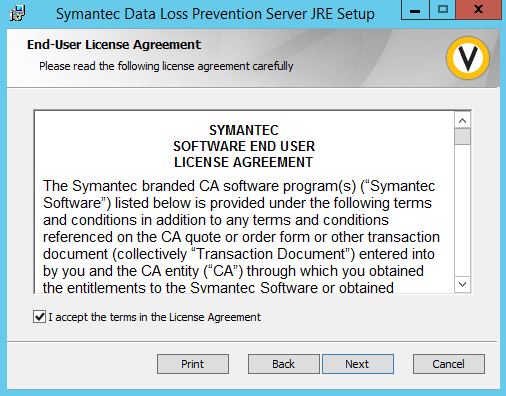 Symantec Data Loss Prevention Server JRE Setup
End-User License Agreement
Please read the following license agreement carefully
SYMANTEC
SOFTWARE END USER
LICENSE AGREEMENT
The Symantec branded CA software program(s) (“Symantec
Software”) listed below is provided under the following terms
and conditions in addition to any terms and conditions
referenced on the CA quote or order form or other transaction
document (collectively “Transaction Document”) entered into
by you and the CA entity (“CA”) through which you obtained
the entitlements to the Symantec Software or obtained
I accept the terms in the License Agreement
Print Back Next Cancel